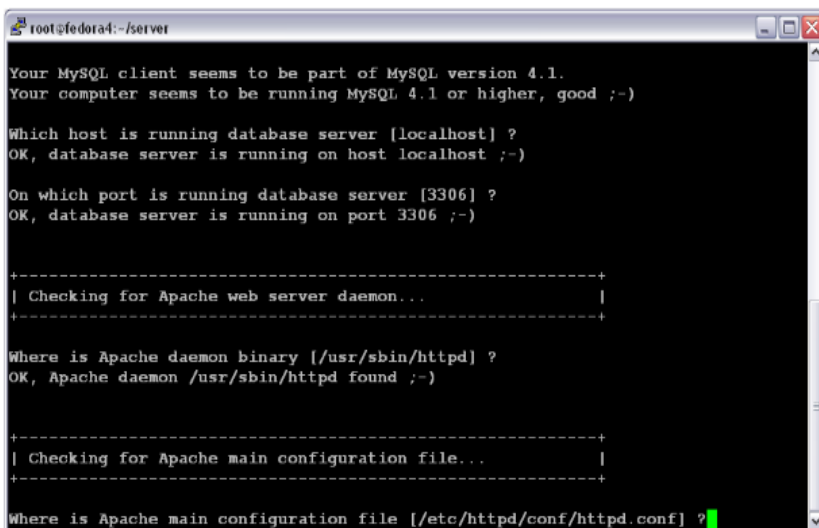 root@fedora4:~/server
Your MySQL client seems to be part of MySQL version 4.1.
Your computer seems to be running MySQL 4.1 or higher, good ;-)
Which host is running database server [localhost] ?
OK, database server is running on host localhost ;-)
On which port is running database server [3306] ?
OK, database server is running on port 3306 ;-)
+----------------------------------------------------------+
| Checking for Apache web server daemon... |
+----------------------------------------------------------+
Where is Apache daemon binary [/usr/sbin/httpd] ?
OK, Apache daemon /usr/sbin/httpd found ;-)
+----------------------------------------------------------+
| Checking for Apache main configuration file... |
+----------------------------------------------------------+
Where is Apache main configuration file [/etc/httpd/conf/httpd.conf] ?